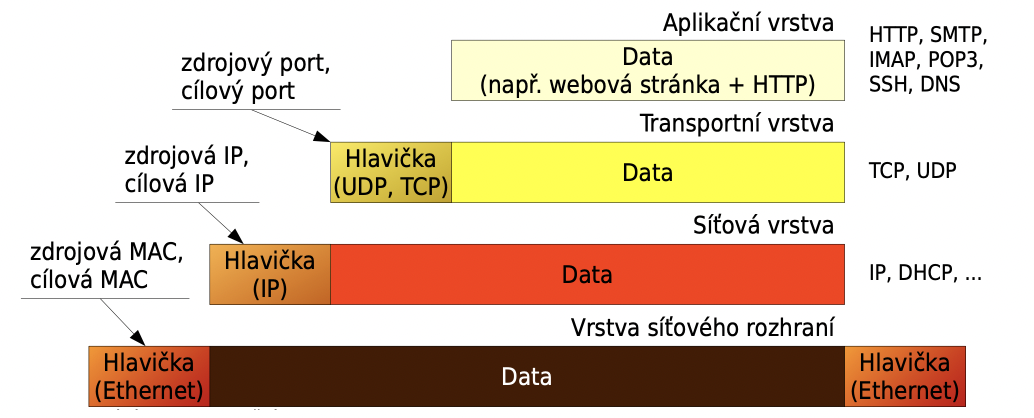 Aplikační vrstva
Data
(např. webová stránka + HTTP)
HTTP, SMTP,
IMAP, POP3,
SSH, DNS
zdrojový port,
cílový port
Transportní vrstva
Hlavička
(UDP, TCP)
Data
TCP, UDP
zdrojová IP,
cílová IP
Síťová vrstva
Hlavička
(IP)
Data
IP, DHCP, ...
zdrojová MAC,
cílová MAC
Vrstva síťového rozhraní
Hlavička
(Ethernet)
Data
Hlavička
(Ethernet)